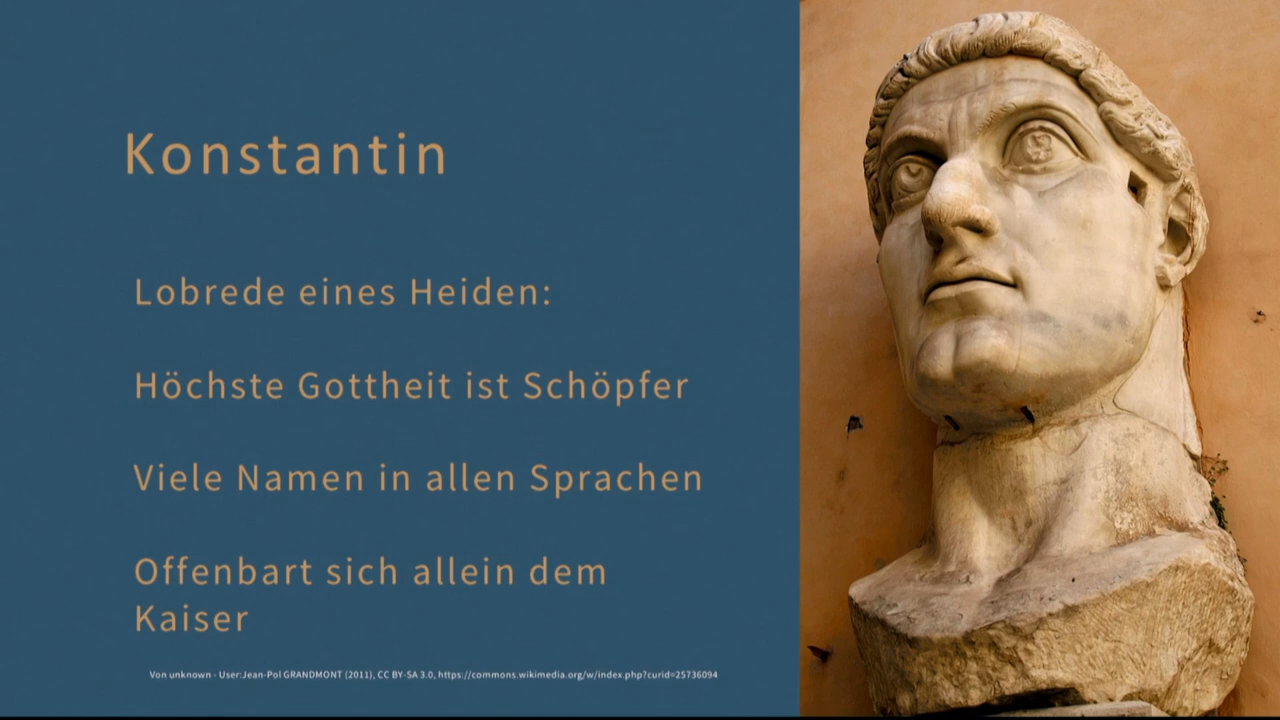 Konstantin
Lobrede eines Heiden:
Höchste Gottheit ist Schöpfer
Viele Namen in allen Sprachen
Offenbart sich allein dem
Kaiser
Von unknown - User:Jean-Pol GRANDMONT (2011), CC BY-SA 3.0, https://commons.wikimedia.org/w/index.php?curid=25736094